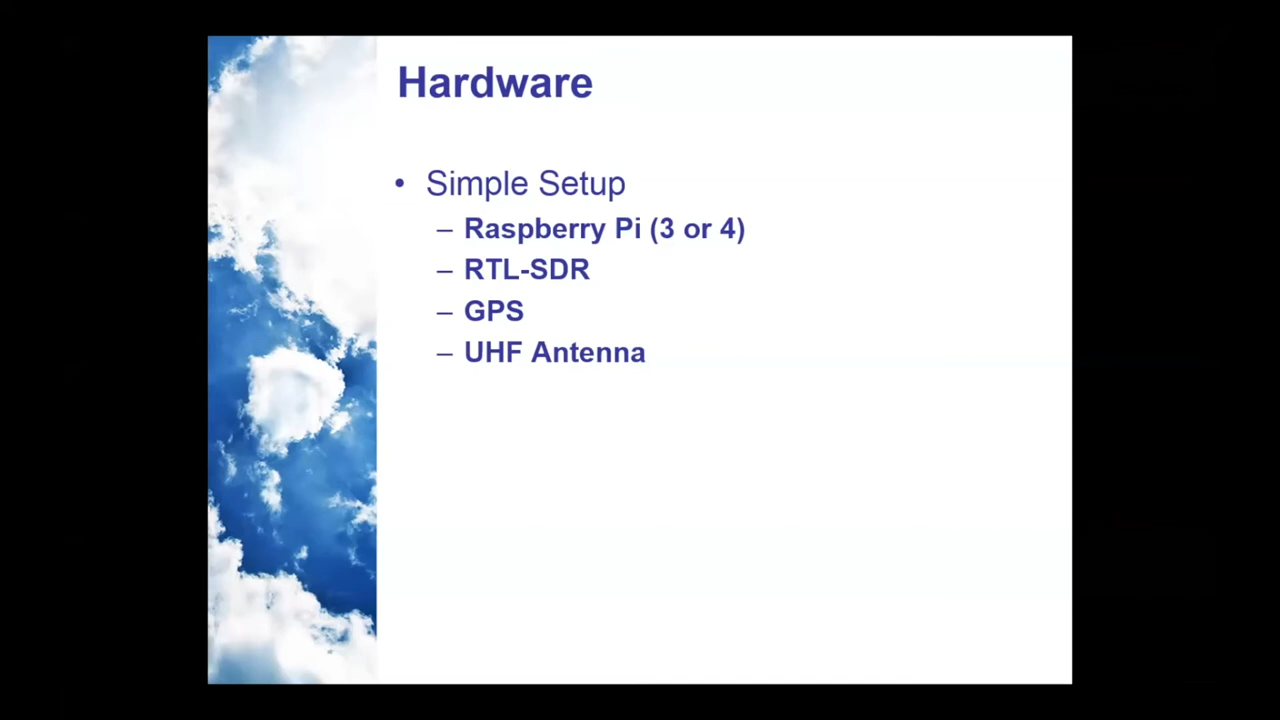 Hardware
• Simple Setup
– Raspberry Pi (3 or 4)
– RTL-SDR
– GPS
– UHF Antenna